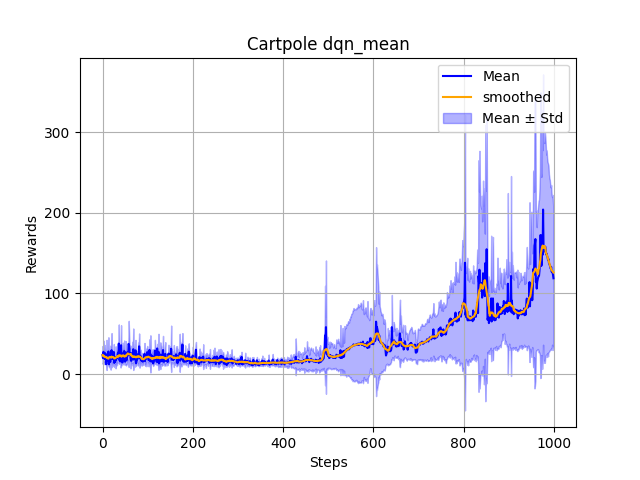 Cartpole dqn_mean
Mean
smoothed
Mean ± Std
300
200
100
0
Rewards
0 200 400 600 800 1000
Steps